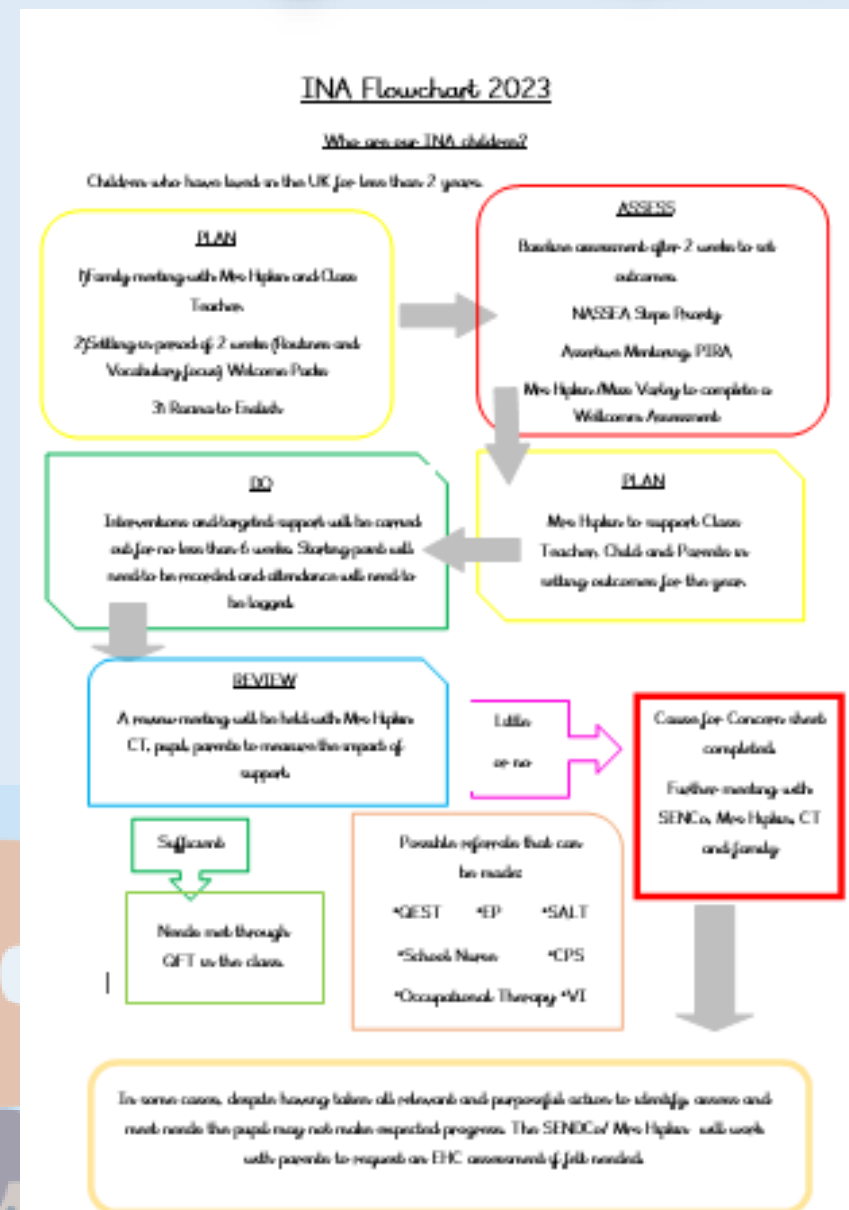 INA Flowchart 2023
Who are our INA children?
Children who have lived in the UK for less than 2 years.
PLAN
1)Family meeting with Mrs Hipkin and Class
Teacher.
2)Settling in period of 2 weeks (Routines and
Vocabulary focus) Welcome Packs
3) Racing to English
ASSESS
Baseline assessment after 2 weeks to set
outcomes.
NASSEA Steps Priority
Assertive Mentoring, PIRA
Mrs Hipkin/Miss Varley to complete a
Wellcomm Assessment
PLAN
Mrs Hipkin to support Class
Teacher, Child and Parents in
setting outcomes for the year.
DO
Interventions and targeted support will be carried
out for no less than 6 weeks. Starting point will
need to be recorded and attendance will need to
be logged.
REVIEW
A review meeting will be held with Mrs Hipkin
CT, pupil, parents to measure the impact of
support.
Little
or no
Cause for Concern sheet
completed.
Further meeting with
SENCo, Mrs Hipkin, CT
and family
Sufficient
Needs met through
QFT in the class.
Possible referrals that can
be made:
*QEST *EP *SALT
*School Nurse *CPS
*Occupational Therapy *VI
In some cases, despite having taken all relevant and purposeful action to identify, assess and
meet needs the pupil may not make expected progress. The SENDCo/ Mrs Hipkin will work
with parents to request an EHC assessment if felt needed.